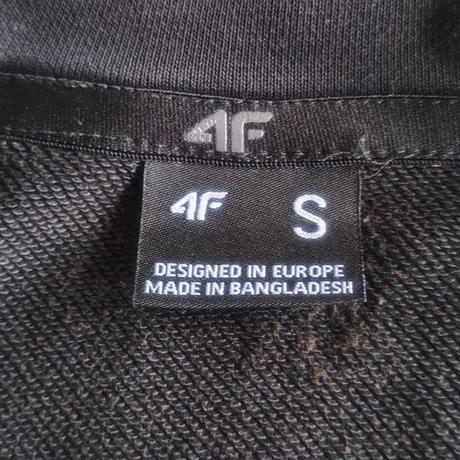 4F
4F S
DESIGNED IN EUROPE
MADE IN BANGLADESH